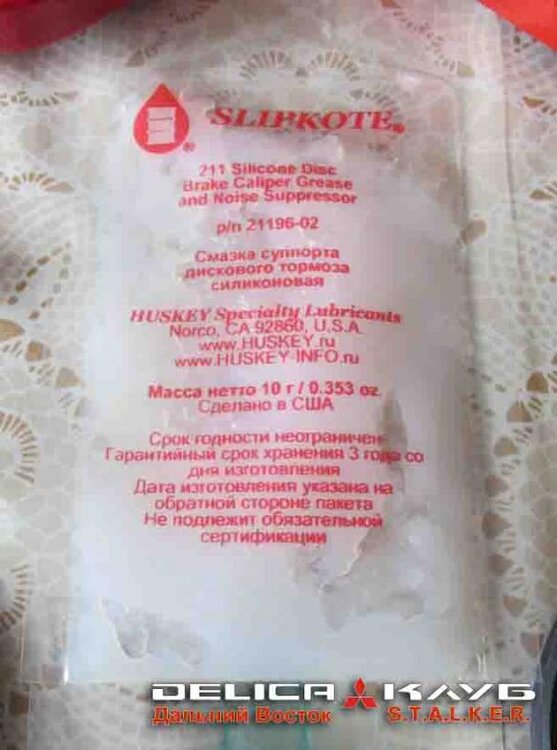 SLIPKOTE®
®
211 Silicone Disc
Brake Caliper Grease
and Noise Suppressor
p/n 21196-02
Смазка суппорта
дискового тормоза
силиконовая
HUSKEY Specialty Lubricants
Norco, CA 92860, U.S.A.
www.HUSKEY.ru
www.HUSKEY-INFO.ru
Масса нетто 10 г / 0.353 oz.
Сделано в США
Срок годности неограничен
Гарантийный срок хранения 3 года со
дня изготовления
Дата изготовления указана на
обратной стороне пакета
Не подлежит обязательной
сертификации
DELICA КЛУБ
Дальний Восток S.T.A.L.K.E.R.